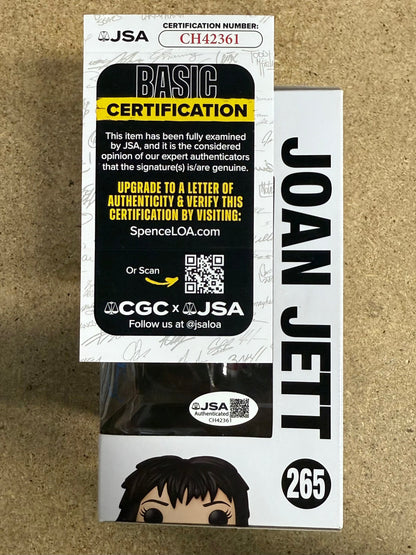 JSA
CERTIFICATION NUMBER:
CH42361
BASIC
CERTIFICATION
This item has been fully examined
by JSA, and it is the considered
opinion of our expert authenticators
that the signature(s) is/are genuine.
UPGRADE TO A LETTER OF
AUTHENTICITY & VERIFY THIS
CERTIFICATION BY VISITING:
SpenceLOA.com
Or Scan
CGC x JSA
Follow us at @jsaloa
JOAN JETT
265
JSA
Authenticated
CH42361